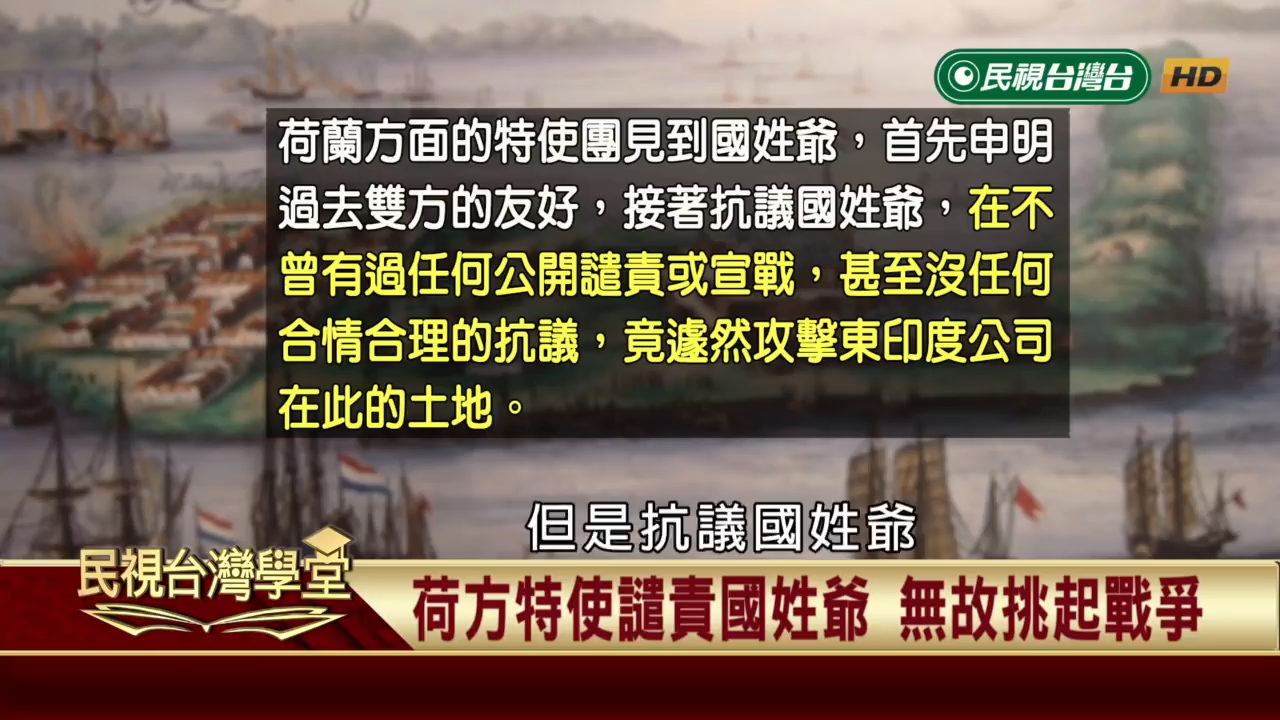 民視台灣台 HD
荷蘭方面的特使團見到國姓爺，首先申明
過去雙方的友好，接著抗議國姓爺，在不
曾有過任何公開譴責或宣戰，甚至沒任何
合情合理的抗議，竟遽然攻擊東印度公司
在此的土地。
但是抗議國姓爺
民視台灣學堂
荷方特使譴責國姓爺 無故挑起戰爭